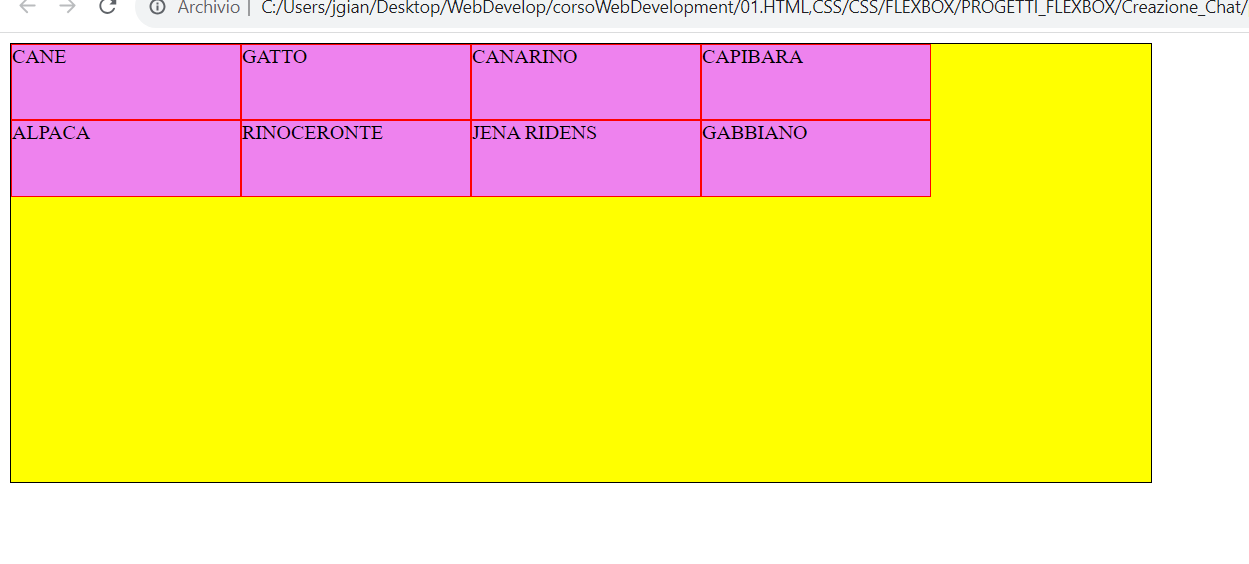 Archivio | C:/Users/jgian/Desktop/WebDevelop/corsoWebDevelopment/01.HTML,CSS/CSS/FLEXBOX/PROGETTI_FLEXBOX/Creazione_Chat/
CANE GATTO CANARINO CAPIBARA
ALPACA RINOCERONTE JENA RIDENS GABBIANO